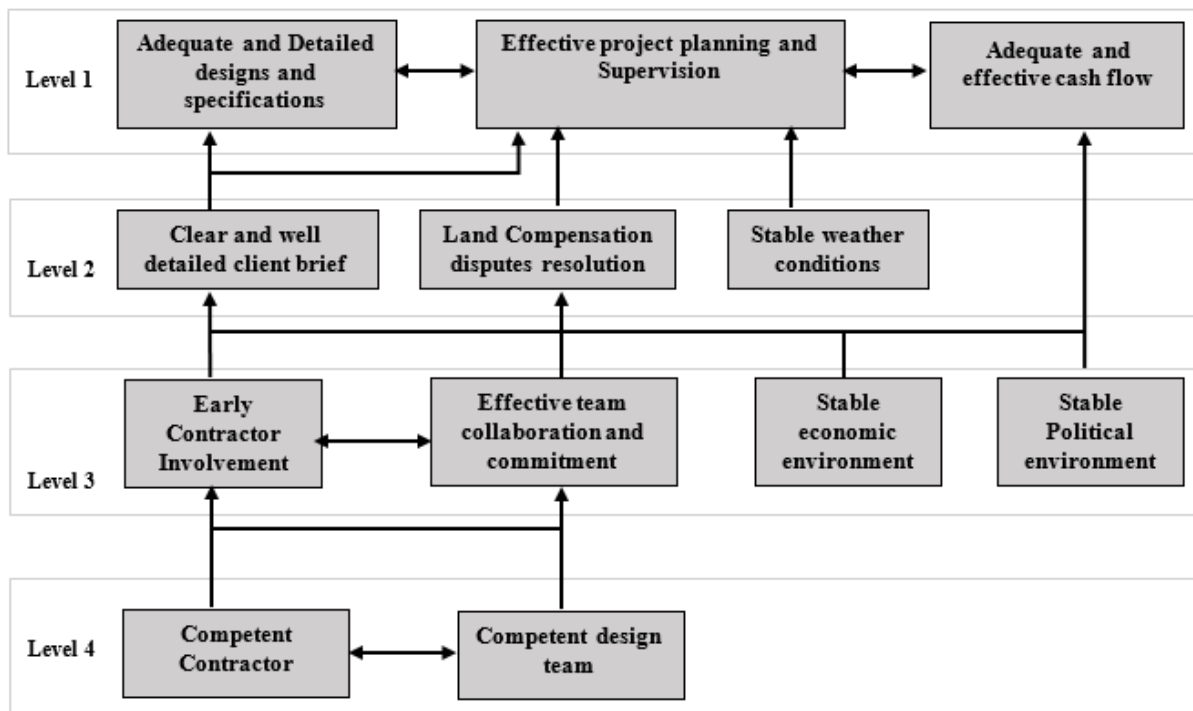 Level 1
Adequate and Detailed
designs and
specifications
Effective project planning and
Supervision
Adequate and
effective cash flow
Level 2
Clear and well
detailed client brief
Land Compensation
disputes resolution
Stable weather
conditions
Level 3
Early
Contractor
Involvement
Effective team
collaboration and
commitment
Stable
economic
environment
Stable
Political
environment
Level 4
Competent
Contractor
Competent design
team